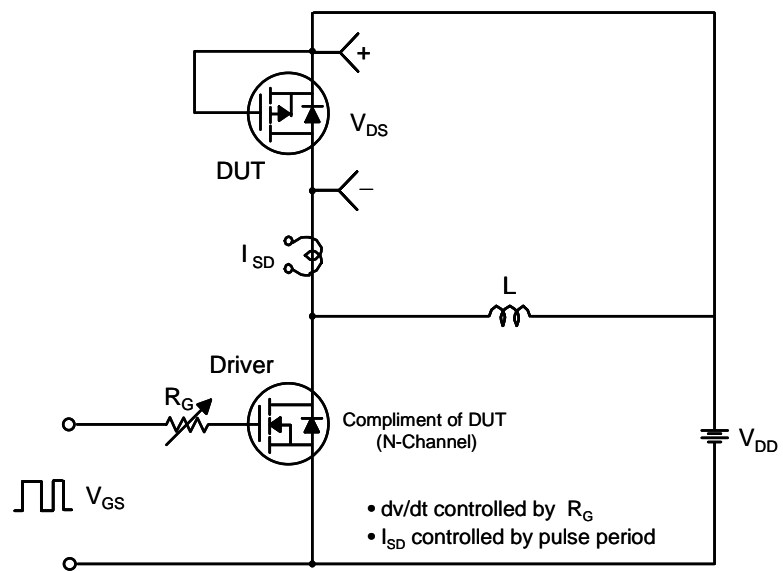 +
V_DS
DUT
−
I_SD
L
Driver
R_G
Compliment of DUT
(N-Channel)
V_DD
V_GS
• dv/dt controlled by R_G
• I_SD controlled by pulse period